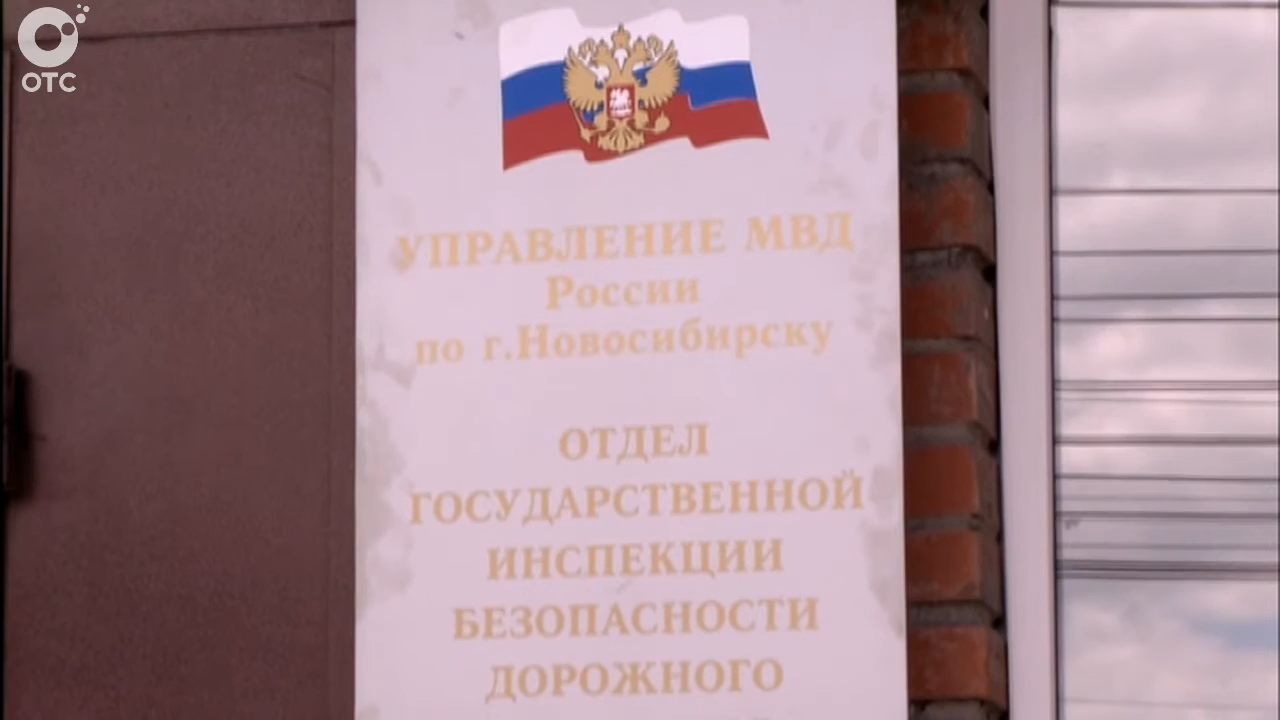 ОТС
УПРАВЛЕНИЕ МВД
России
по г.Новосибирску
ОТДЕЛ
ГОСУДАРСТВЕННОЙ
ИНСПЕКЦИИ
БЕЗОПАСНОСТИ
ДОРОЖНОГО